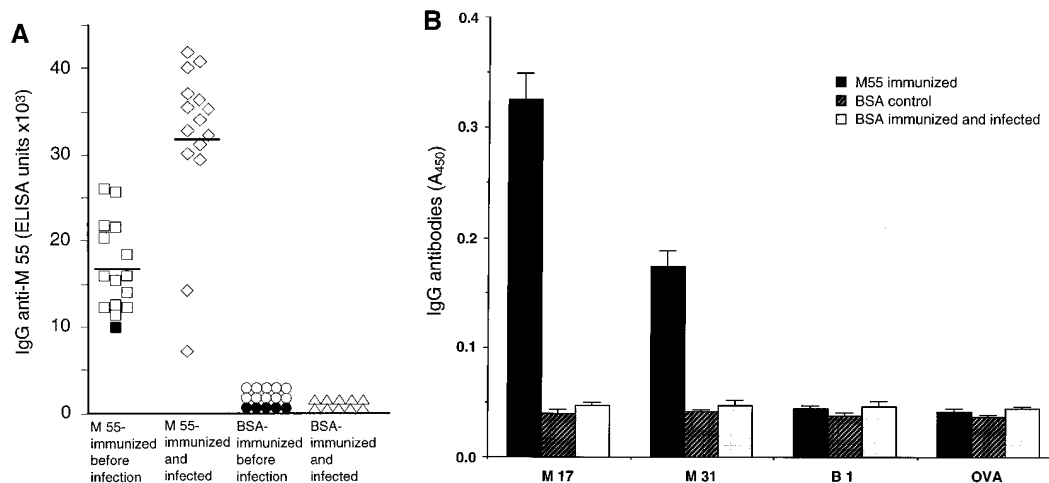 A
IgG anti-M 55 (ELISA units x10³)
40
30
20
10
0
M 55-
immunized
before
infection
M 55-
immunized
and
infected
BSA-
immunized
before
infection
BSA-
immunized
and
infected
B
IgG antibodies (A₄₅₀)
0.4
0.3
0.2
0.1
0.0
M55 immunized
BSA control
BSA immunized and infected
M 17
M 31
B 1
OVA